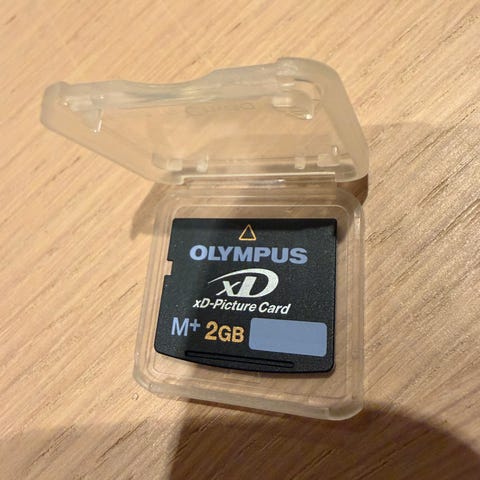 OLYMPUS
xD
xD-Picture Card
M+ 2GB